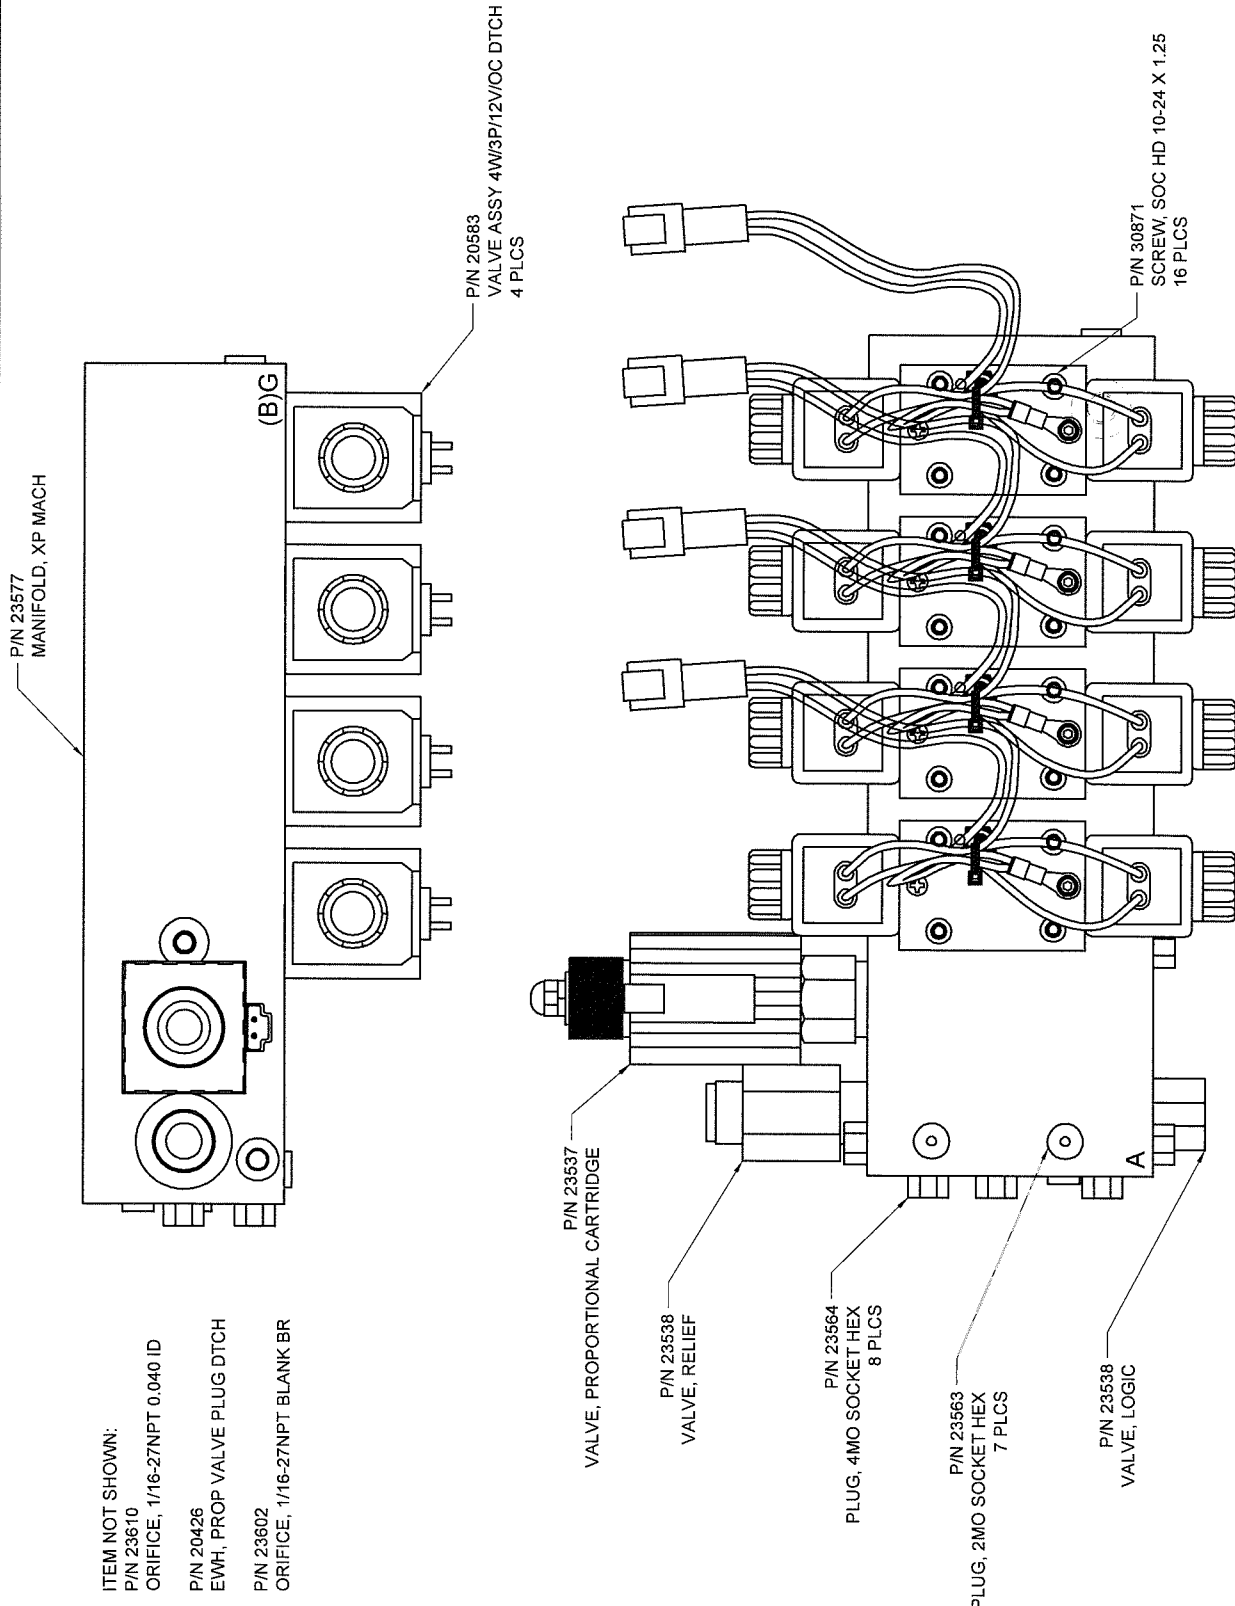 ITEM NOT SHOWN:
P/N 23610
ORIFICE, 1/16-27NPT 0.040 ID
P/N 20426
EWH, PROP VALVE PLUG DTCH
P/N 23602
ORIFICE, 1/16-27NPT BLANK BR
P/N 23577
MANIFOLD, XP MACH
(B)G
P/N 20583
VALVE ASSY 4W/3P/12V/OC DTCH
4 PLCS
P/N 23537
VALVE, PROPORTIONAL CARTRIDGE
P/N 23538
VALVE, RELIEF
P/N 23564
PLUG, 4MO SOCKET HEX
8 PLCS
P/N 23563
PLUG, 2MO SOCKET HEX
7 PLCS
P/N 23538
VALVE, LOGIC
A
P/N 30871
SCREW, SOC HD 10-24 X 1.25
16 PLCS